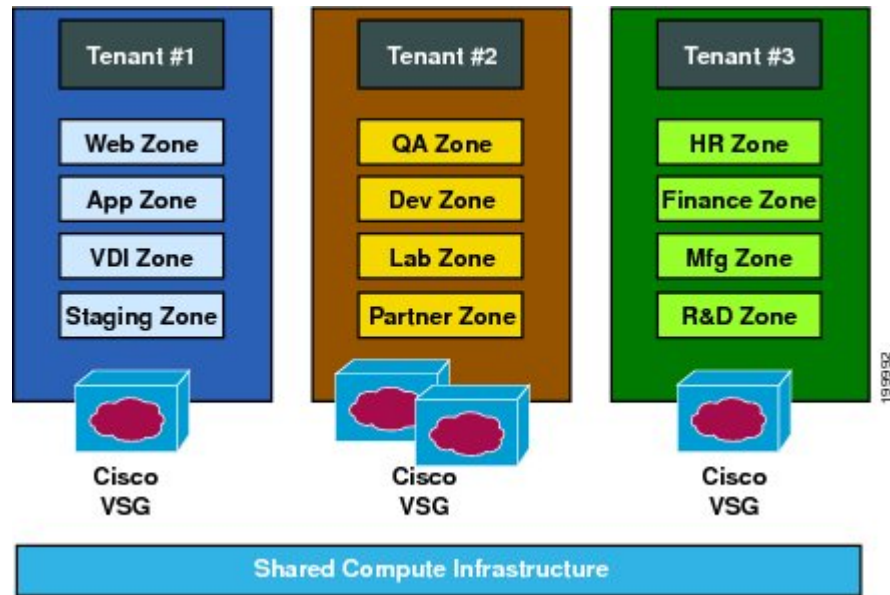 Tenant #1
Web Zone
App Zone
VDI Zone
Staging Zone
Cisco
VSG
Tenant #2
QA Zone
Dev Zone
Lab Zone
Partner Zone
Cisco
VSG
Tenant #3
HR Zone
Finance Zone
Mfg Zone
R&D Zone
Cisco
VSG
199992
Shared Compute Infrastructure